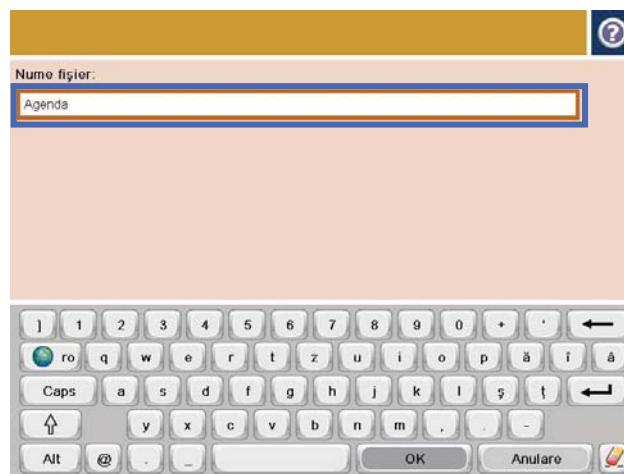 ?
Nume fişier:
Agenda
] 1 2 3 4 5 6 7 8 9 0 + '
ro q w e r t z u i o p ă î â
Caps a s d f g h j k l ş ţ
y x c v b n m , . -
Alt @ . _ OK Anulare